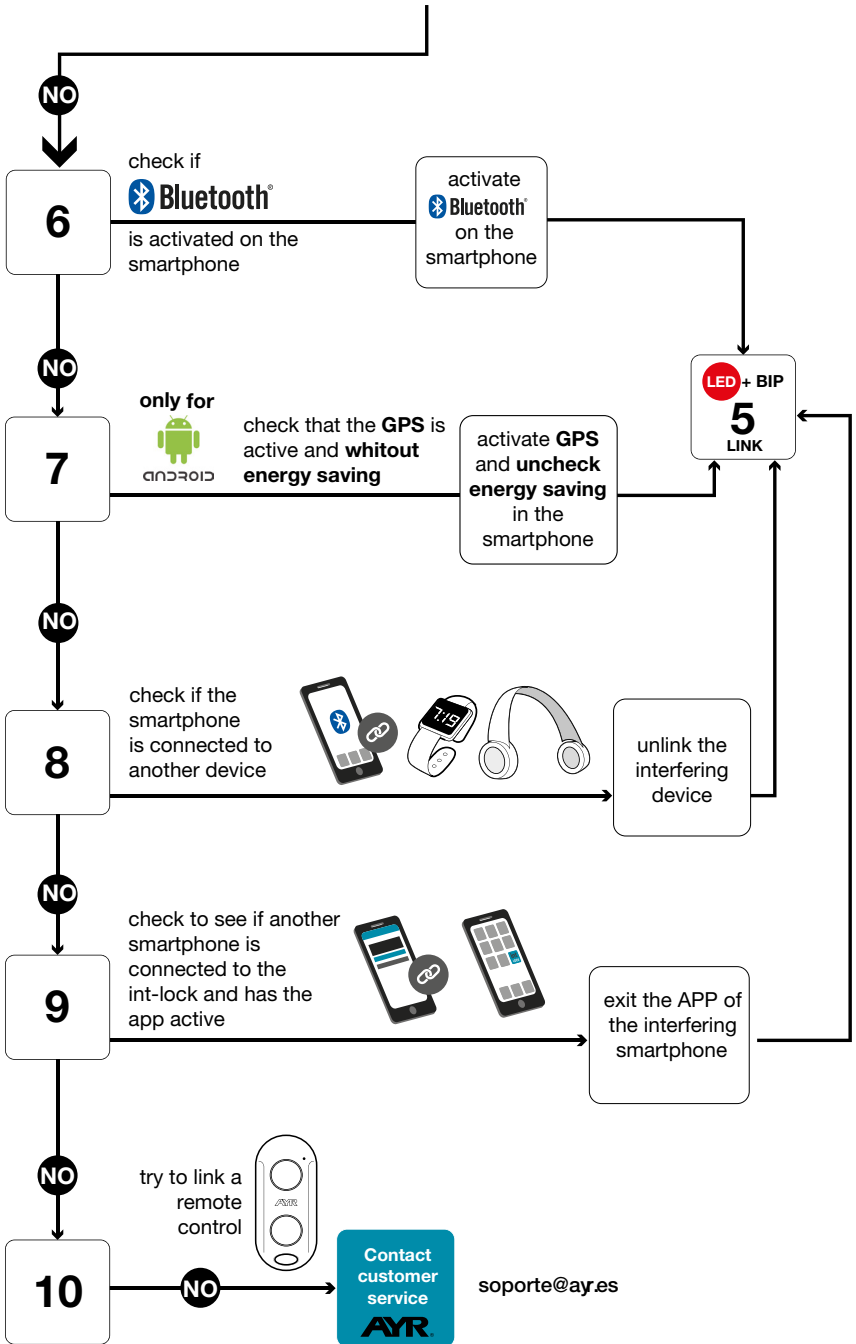 NO
check if
Bluetooth®
is activated on the
smartphone
6
activate
Bluetooth®
on the
smartphone
NO
LED + BIP
5
LINK
only for
android
7
check that the GPS is
active and whitout
energy saving
activate GPS
and uncheck
energy saving
in the
smartphone
NO
check if the
smartphone
is connected to
another device
8
7:19
unlink the
interfering
device
NO
check to see if another
smartphone is
connected to the
int-lock and has the
app active
9
exit the APP of
the interfering
smartphone
NO
try to link a
remote
control
AYR
10
NO
Contact
customer
service
AYR®
soporte@ayr.es